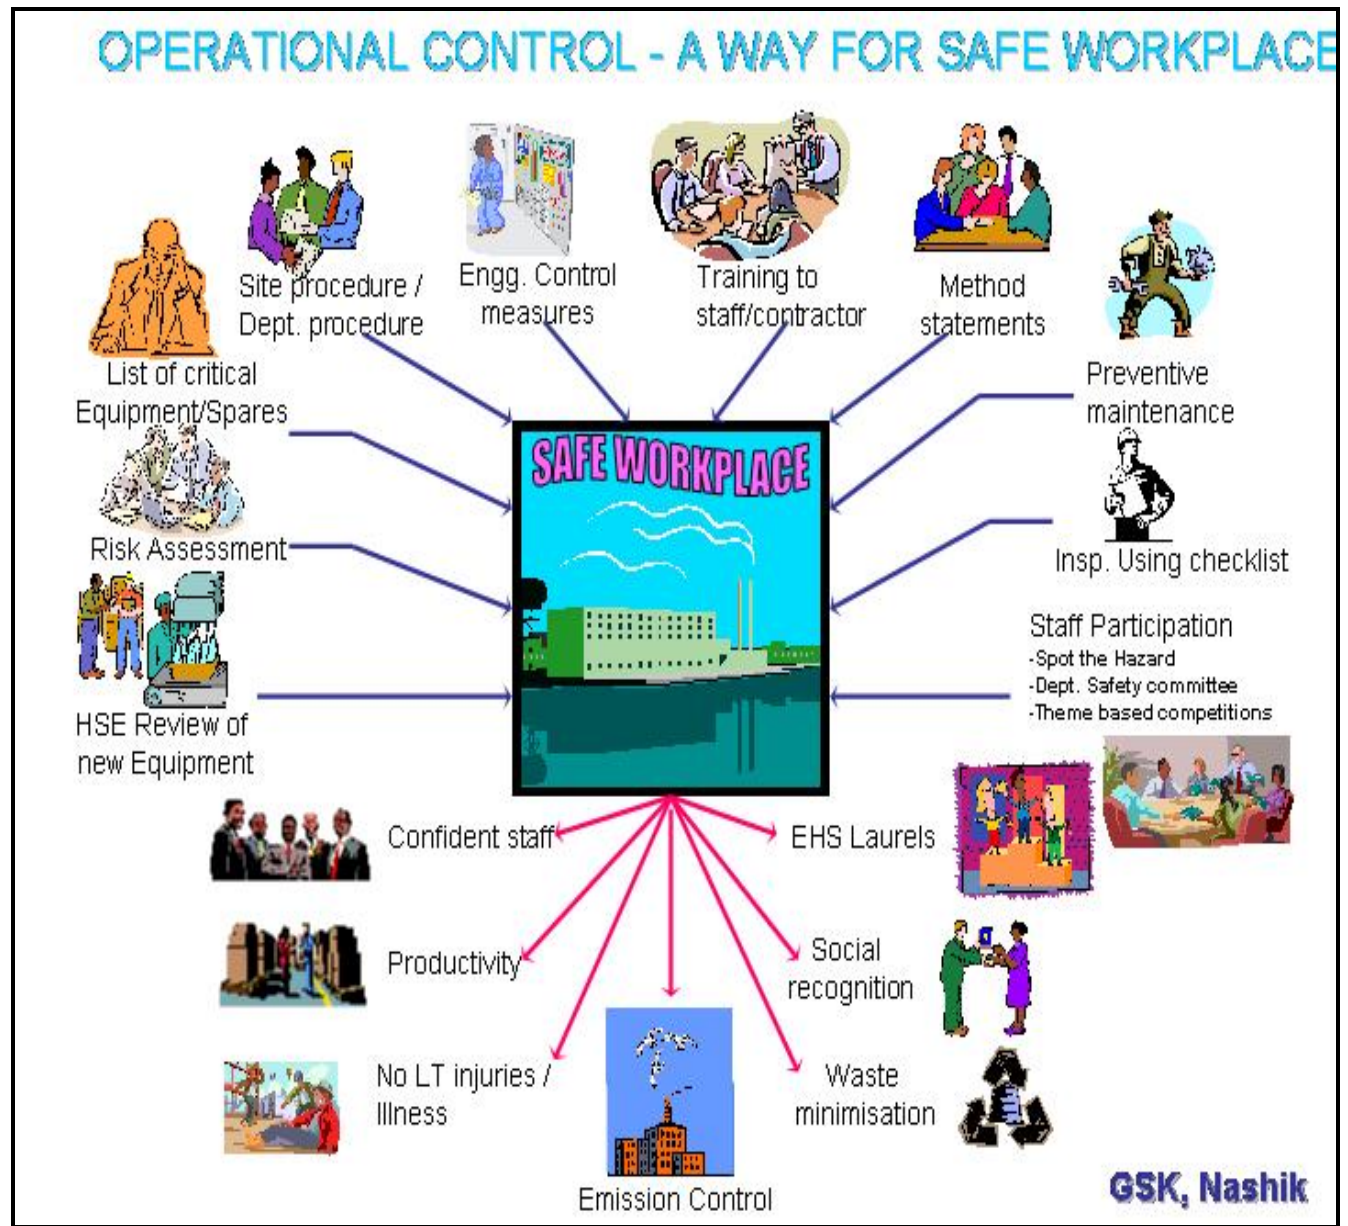 OPERATIONAL CONTROL - A WAY FOR SAFE WORKPLACE
Site procedure /
Dept. procedure
Engg. Control
measures
Training to
staff/contractor
Method
statements
List of critical
Equipment/Spares
Preventive
maintenance
SAFE WORKPLACE
Risk Assessment
Insp. Using checklist
HSE Review of
new Equipment
Staff Participation
-Spot the Hazard
-Dept. Safety committee
-Theme based competitions
Confident staff
EHS Laurels
Productivity
Social
recognition
No LT injuries /
Illness
Waste
minimisation
Emission Control
GSK, Nashik